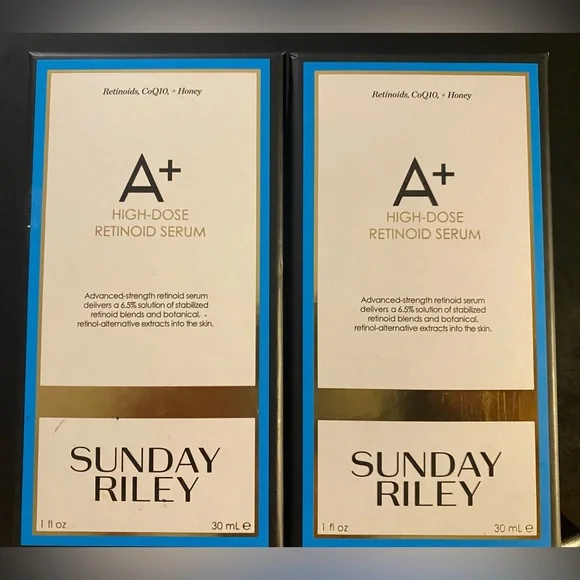 Retinoids, CoQ10, + Honey
A+
HIGH-DOSE
RETINOID SERUM
Advanced-strength retinoid serum
delivers a 6.5% solution of stabilized
retinoid blends and botanical,
retinol-alternative extracts into the skin.
SUNDAY
RILEY
1 fl oz 30 mL e
Retinoids, CoQ10, + Honey
A+
HIGH-DOSE
RETINOID SERUM
Advanced-strength retinoid serum
delivers a 6.5% solution of stabilized
retinoid blends and botanical,
retinol-alternative extracts into the skin.
SUNDAY
RILEY
1 fl oz 30 mL e